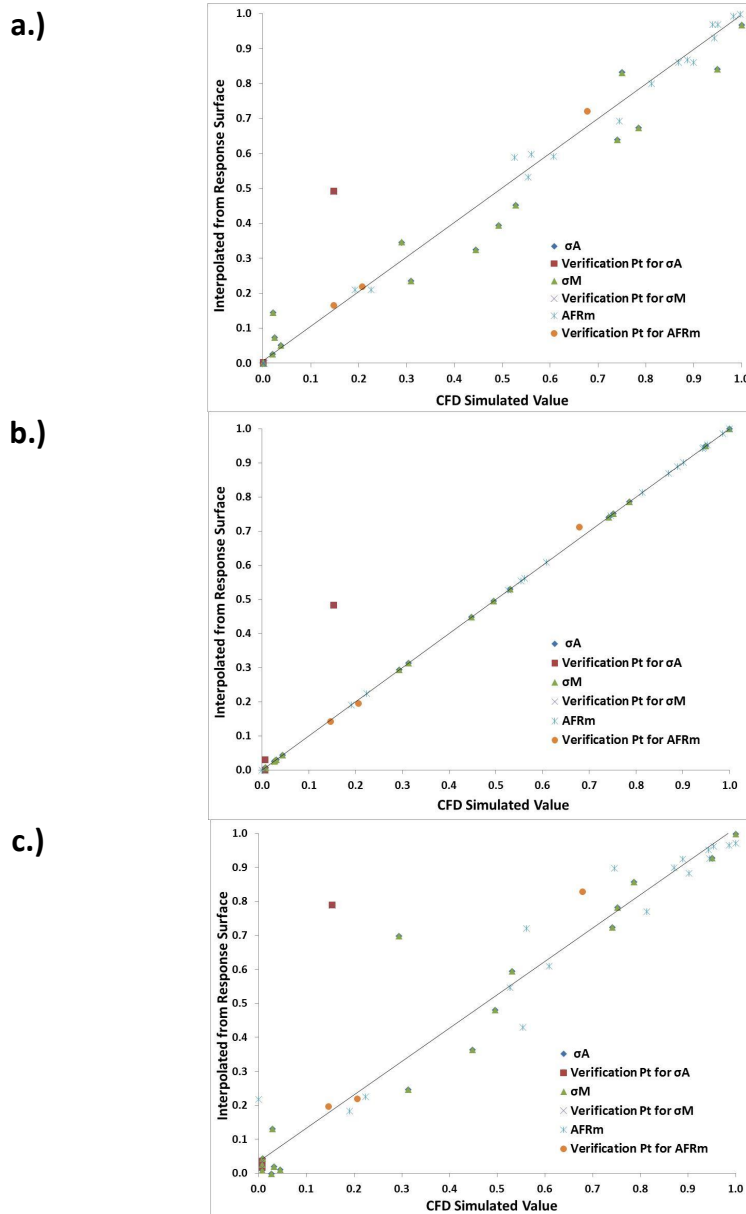 a.)
Interpolated from Response Surface
1.0
0.9
0.8
0.7
0.6
0.5
0.4
0.3
0.2
0.1
0.0
σA
Verification Pt for σA
σM
Verification Pt for σM
AFRm
Verification Pt for AFRm
0.0 0.1 0.2 0.3 0.4 0.5 0.6 0.7 0.8 0.9 1.0
CFD Simulated Value
b.)
Interpolated from Response Surface
1.0
0.9
0.8
0.7
0.6
0.5
0.4
0.3
0.2
0.1
0.0
σA
Verification Pt for σA
σM
Verification Pt for σM
AFRm
Verification Pt for AFRm
0.0 0.1 0.2 0.3 0.4 0.5 0.6 0.7 0.8 0.9 1.0
CFD Simulated Value
c.)
Interpolated from Response Surface
1.0
0.9
0.8
0.7
0.6
0.5
0.4
0.3
0.2
0.1
0.0
σA
Verification Pt for σA
σM
Verification Pt for σM
AFRm
Verification Pt for AFRm
0.0 0.1 0.2 0.3 0.4 0.5 0.6 0.7 0.8 0.9 1.0
CFD Simulated Value